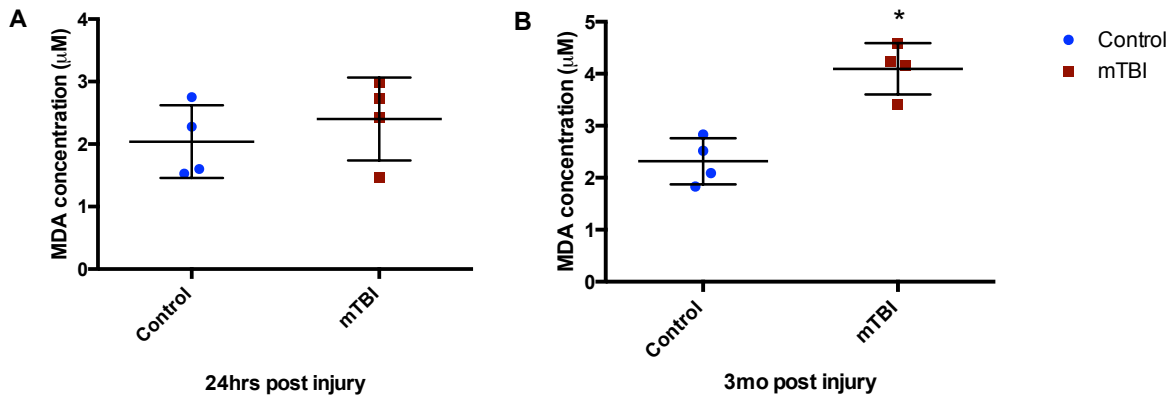 A
MDA concentration (μM)
4
3
2
1
0
Control
mTBI
24hrs post injury
B
MDA concentration (μM)
5
4
3
2
1
0
*
Control
mTBI
3mo post injury
Control
mTBI